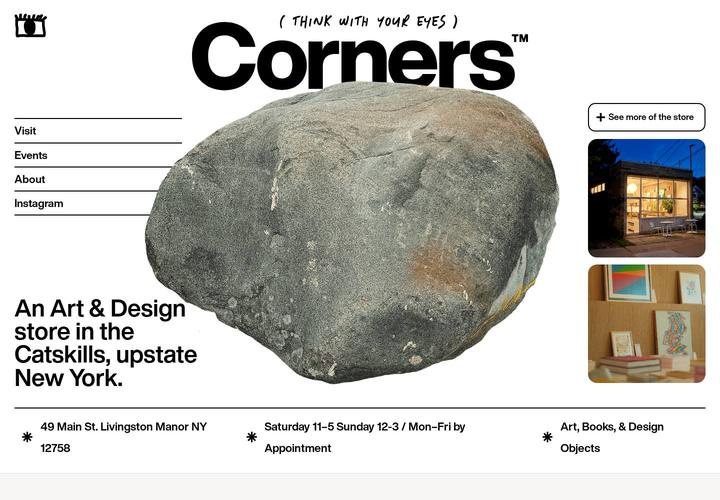 ( THINK WITH YOUR EYES )
Corners™
Visit
Events
About
Instagram
+ See more of the store
An Art & Design
store in the
Catskills, upstate
New York.
49 Main St. Livingston Manor NY
12758
Saturday 11–5 Sunday 12-3 / Mon–Fri by
Appointment
Art, Books, & Design
Objects